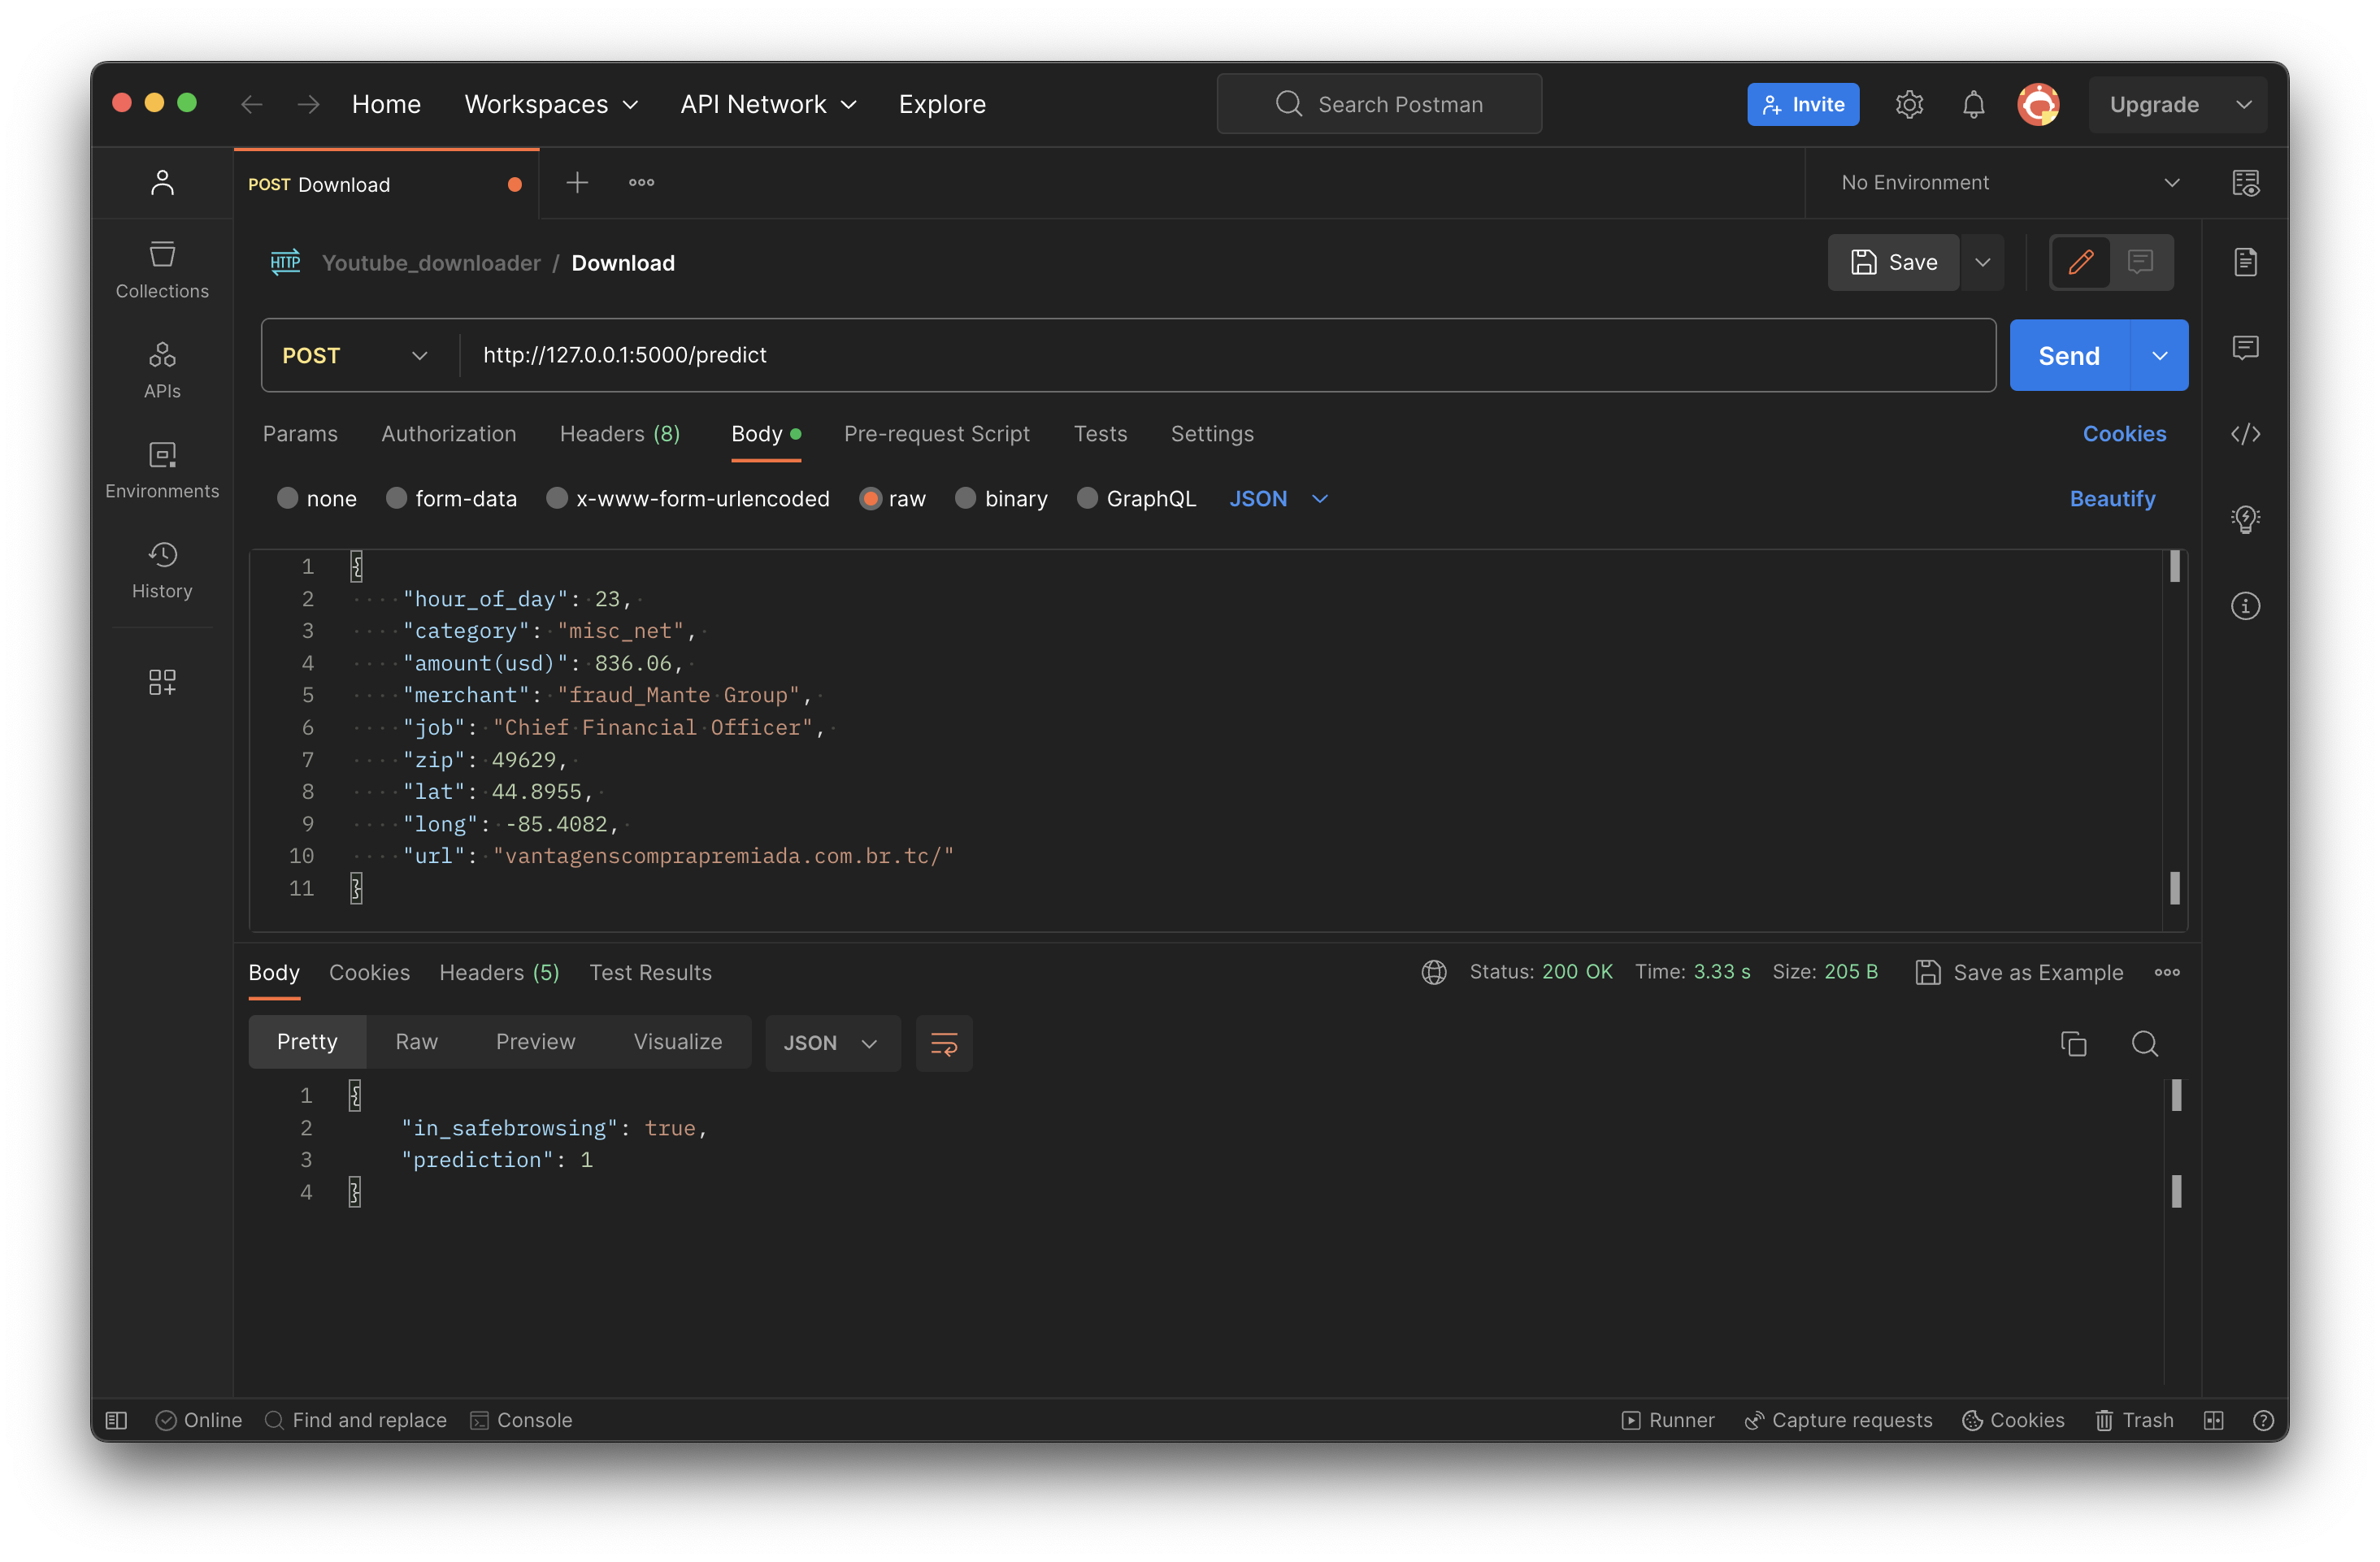 Home Workspaces API Network Explore Search Postman Invite Upgrade
POST Download No Environment
HTTP Youtube_downloader / Download Save
Collections
POST http://127.0.0.1:5000/predict Send
APIs
Params Authorization Headers (8) Body Pre-request Script Tests Settings Cookies
Environments
none form-data x-www-form-urlencoded raw binary GraphQL JSON Beautify
History
1 {
2 "hour_of_day": 23,
3 "category": "misc_net",
4 "amount(usd)": 836.06,
5 "merchant": "fraud_Mante Group",
6 "job": "Chief Financial Officer",
7 "zip": 49629,
8 "lat": 44.8955,
9 "long": -85.4082,
10 "url": "vantagenscomprapremiada.com.br.tc/"
11 }
Body Cookies Headers (5) Test Results Status: 200 OK Time: 3.33 s Size: 205 B Save as Example
Pretty Raw Preview Visualize JSON
1 {
2 "in_safebrowsing": true,
3 "prediction": 1
4 }
Online Find and replace Console Runner Capture requests Cookies Trash